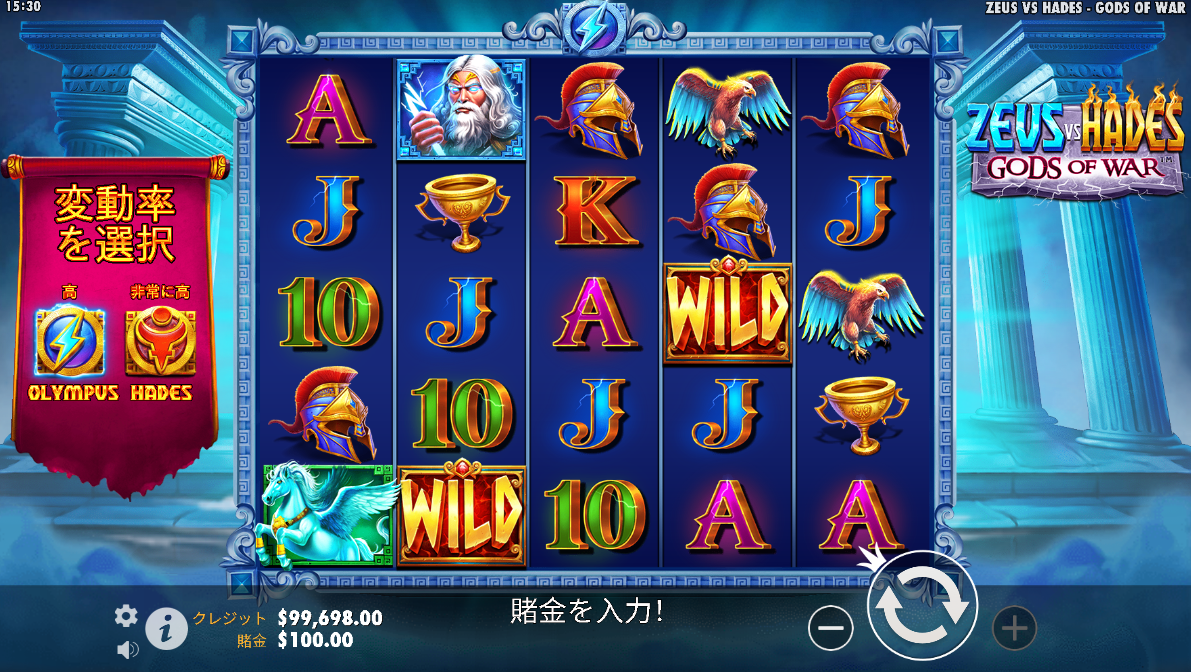 15:30
ZEUS VS HADES - GODS OF WAR
ZEUS VS HADES
GODS OF WAR™
変動率
を選択
高 非常に高
OLYMPUS HADES
A
J K J
10 J A WILD
10 J J
WILD 10 A A
クレジット $99,698.00
賭金 $100.00
賭金を入力!